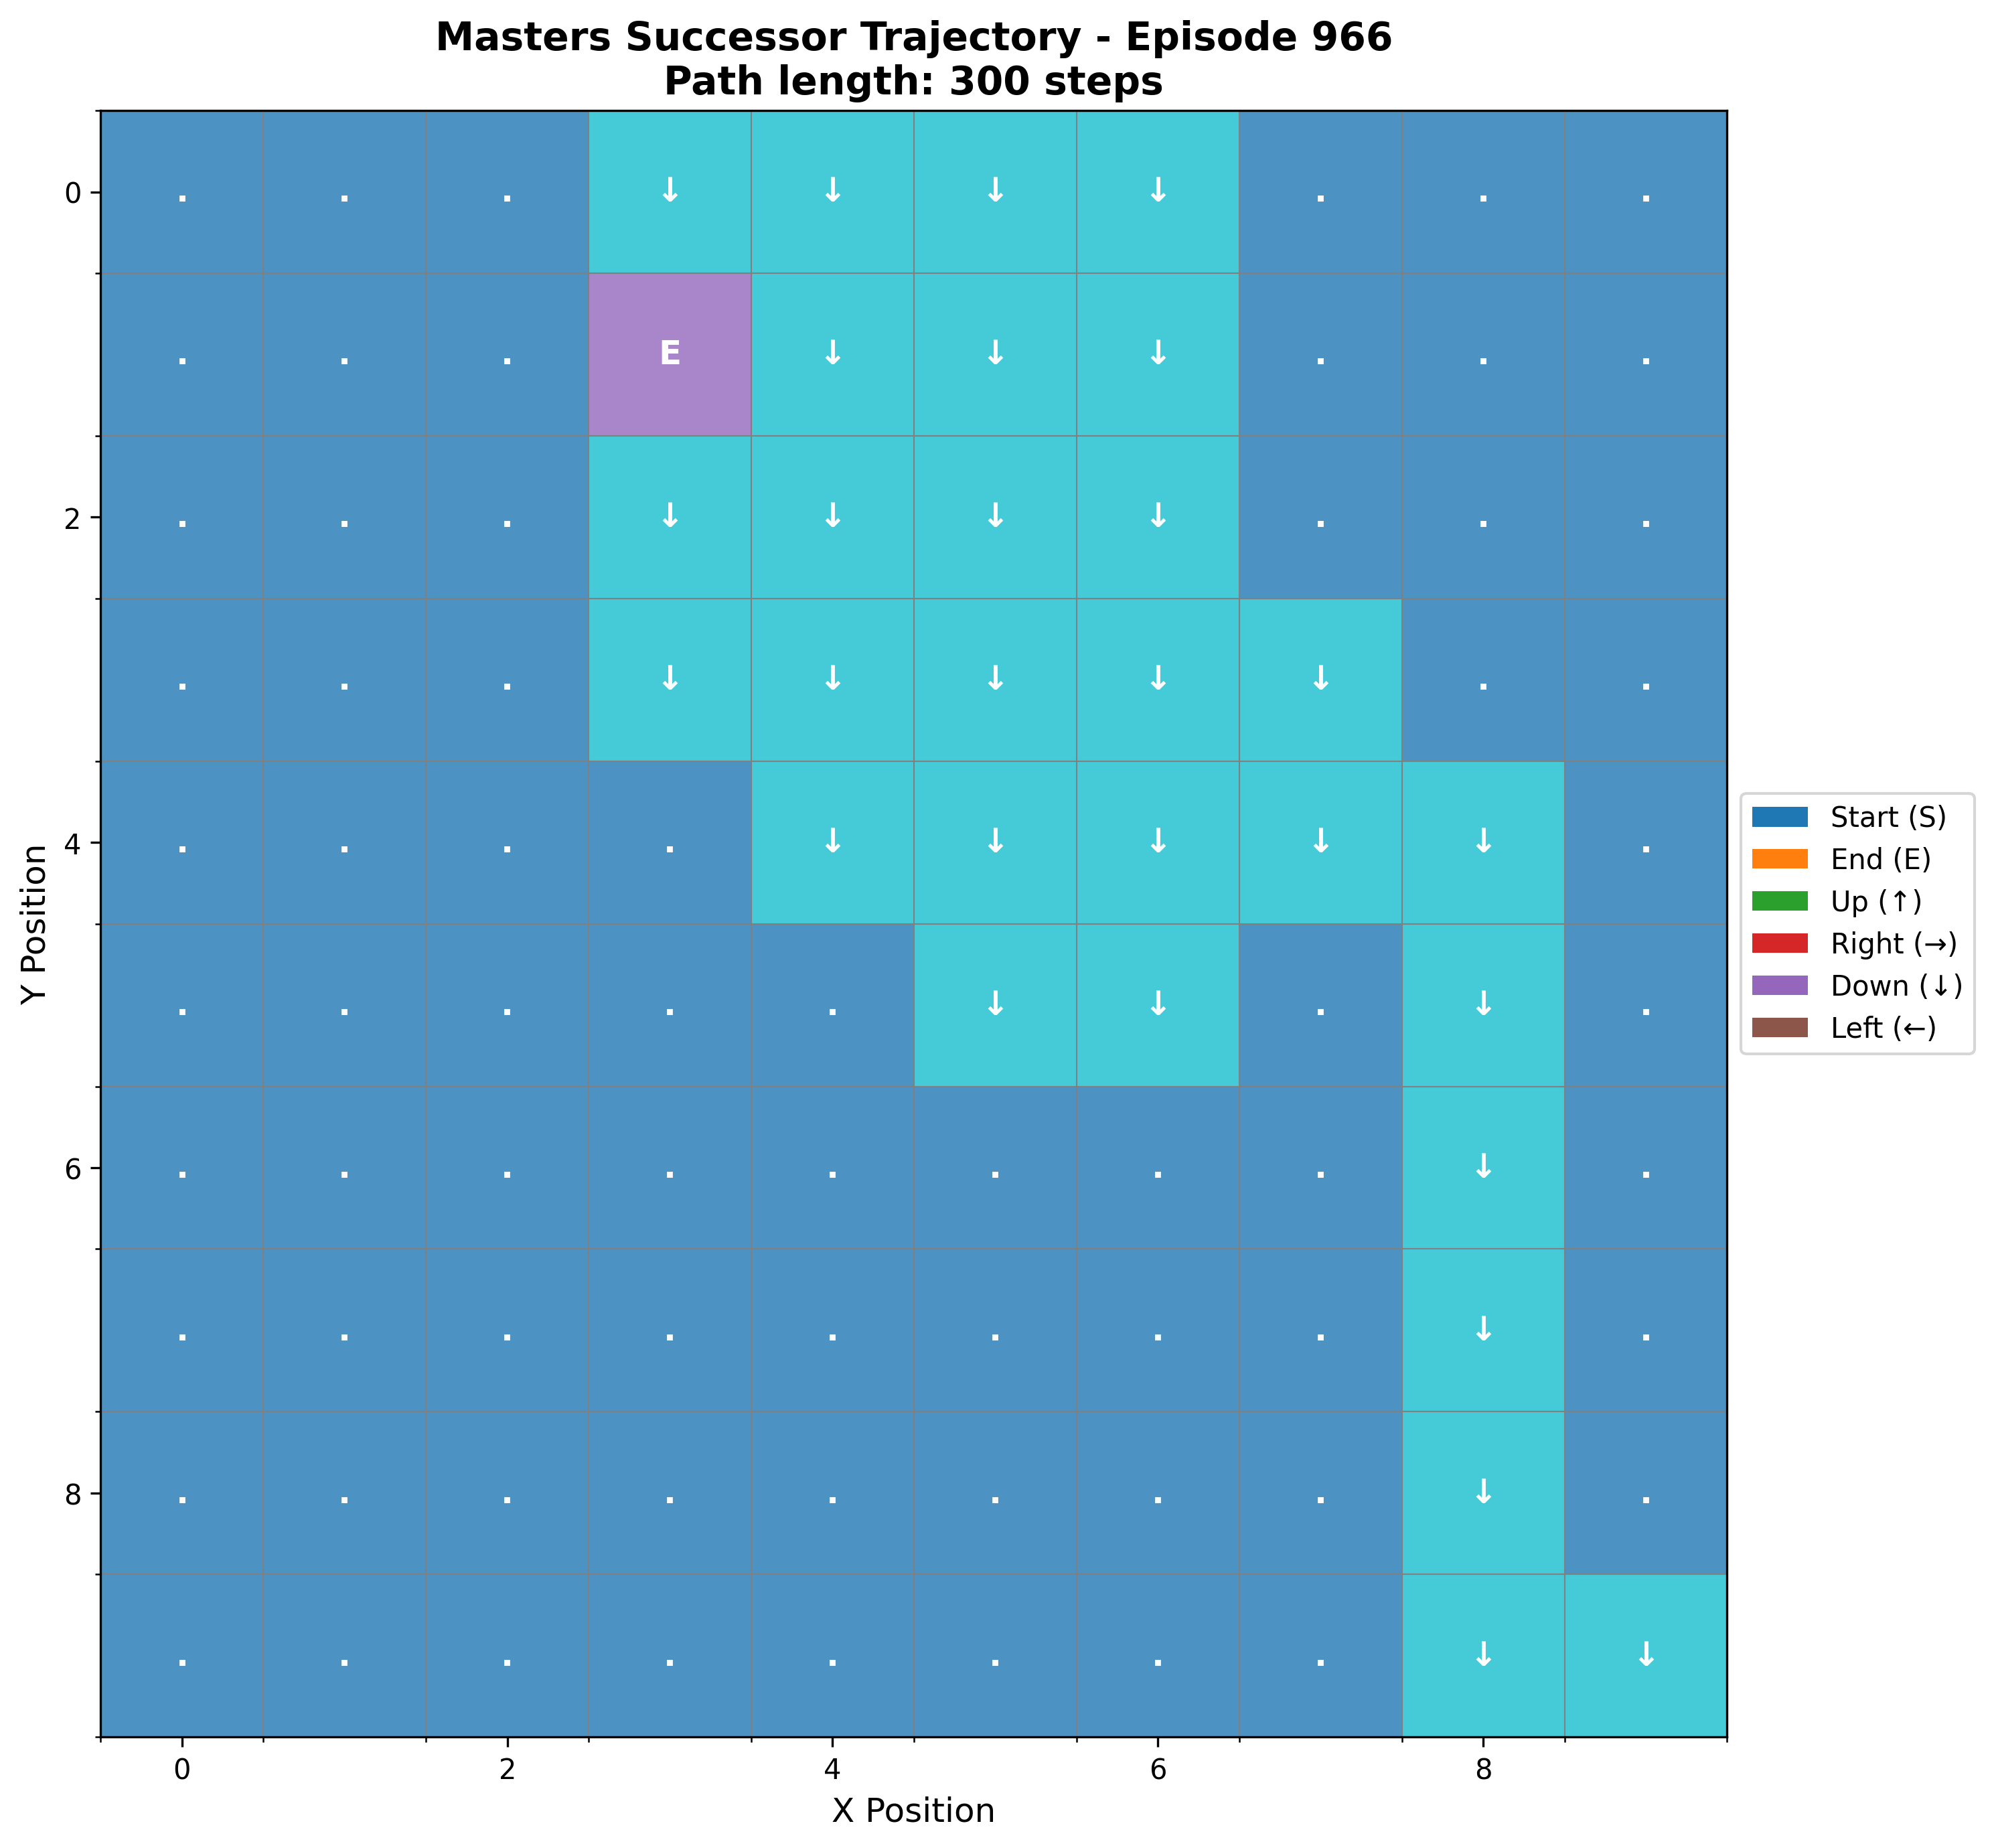 Masters Successor Trajectory - Episode 966
Path length: 300 steps
0 . . . ↓ ↓ ↓ ↓ . . .
. . . E ↓ ↓ ↓ . . .
2 . . . ↓ ↓ ↓ ↓ . . .
. . . ↓ ↓ ↓ ↓ ↓ . .
4 . . . . ↓ ↓ ↓ ↓ ↓ .
. . . . . ↓ ↓ . ↓ .
6 . . . . . . . . ↓ .
. . . . . . . . ↓ .
8 . . . . . . . . ↓ .
. . . . . . . . ↓ ↓
0 2 4 6 8
X Position
Y Position
Start (S)
End (E)
Up (↑)
Right (→)
Down (↓)
Left (←)